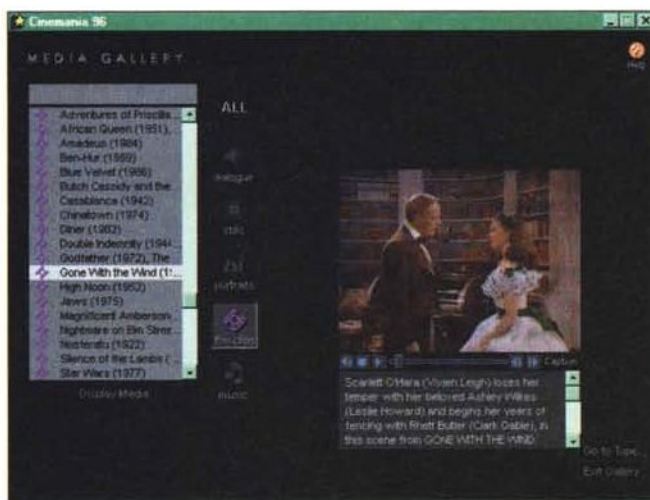 Cinemania 96
MEDIA GALLERY
Help
ALL
Adventures of Priscilla...
African Queen (1951),
Amadeus (1984)
Ben-Hur (1959)
Blue Velvet (1986)
Butch Cassidy and the
Casablanca (1942)
Chinatown (1974)
Diner (1982)
Double Indemnity (1944
Godfather (1972), The
Gone With the Wind (1...
High Noon (1952)
Jaws (1975)
Magnificent Amberson...
Nightmare on Elm Stree...
Nosferatu (1922)
Silence of the Lambs (...
Star Wars (1977)
Display Media
dialogue
stills
portraits
film clips
music
Caption
Scarlett O'Hara (Vivien Leigh) loses her
temper with her beloved Ashley Wilkes
(Leslie Howard) and begins her years of
fencing with Rhett Butler (Clark Gable), in
this scene from GONE WITH THE WIND.
Go to Topic...
Exit Gallery